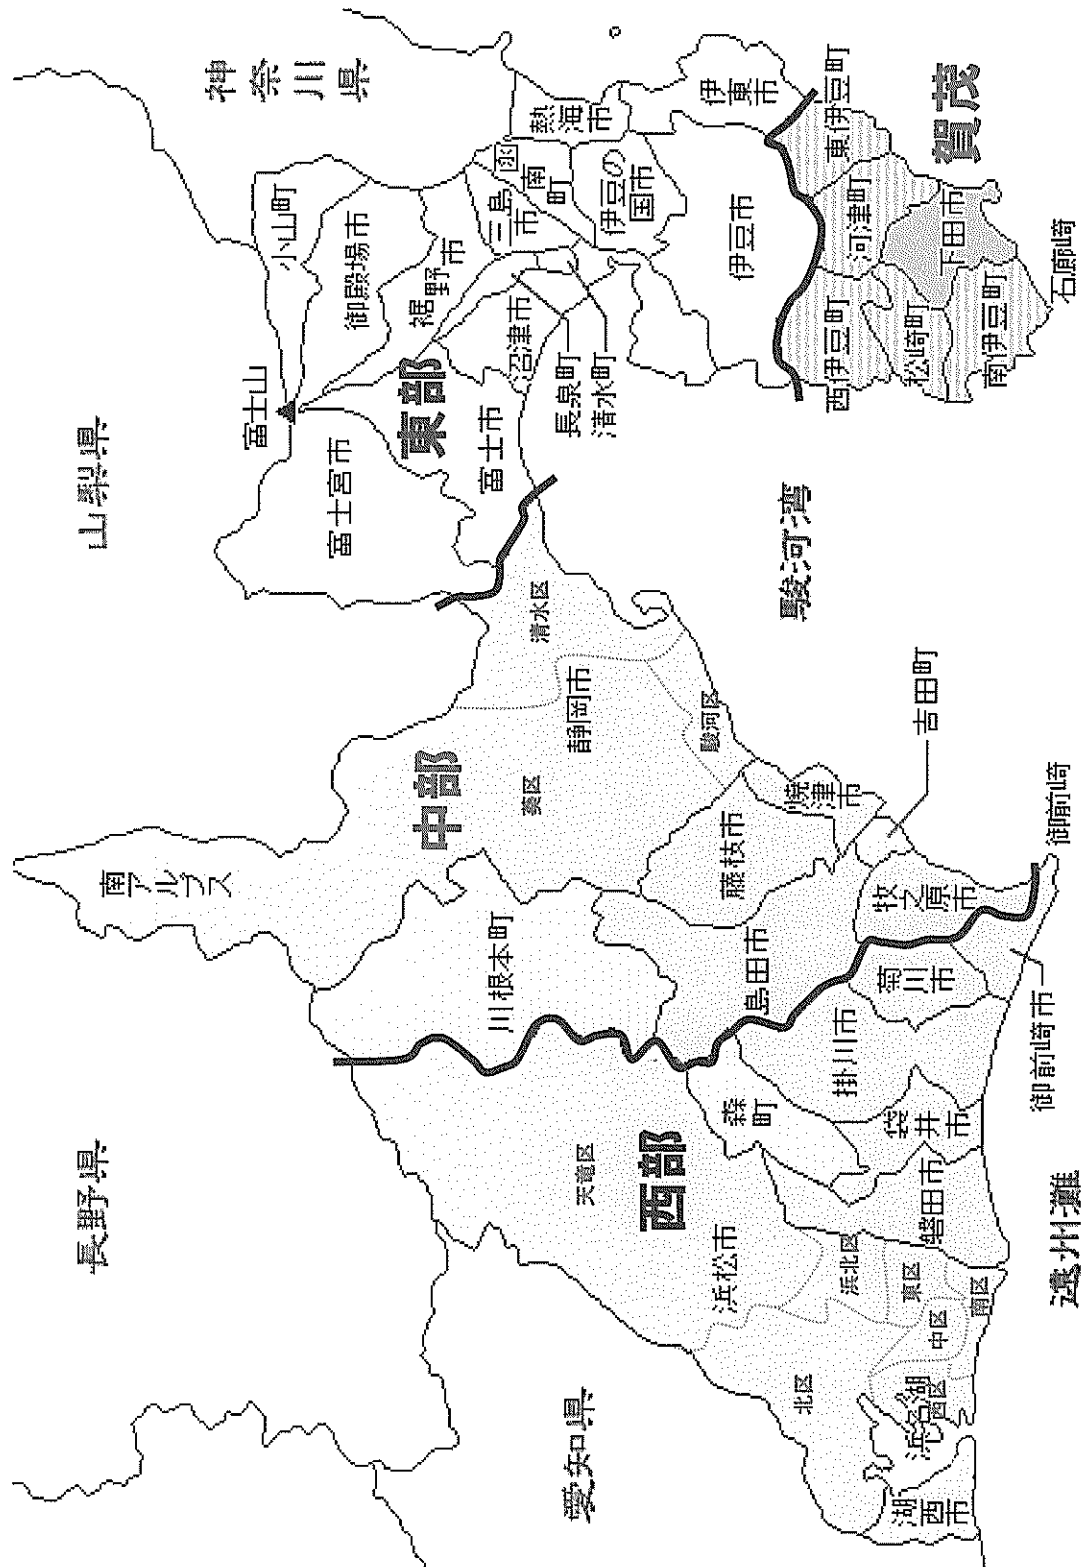 長野県
山梨県
神奈川県
愛知県
南アルプス
富士山
小山町
御殿場市
富士宮市
裾野市
東部
三島市
函南町
熱海市
富士市
沼津市
長泉町
清水町
伊豆の国市
伊東市
伊豆市
東伊豆町
河津町
西伊豆町
松崎町
下田市
南伊豆町
賀茂
石廊崎
駿河湾
中部
清水区
静岡市
葵区
駿河区
川根本町
藤枝市
焼津市
島田市
吉田町
牧之原市
御前崎
西部
天竜区
浜松市
森町
掛川市
菊川市
御前崎市
袋井市
磐田市
浜北区
東区
北区
中区
南区
西区
浜名湖
湖西市
遠州灘